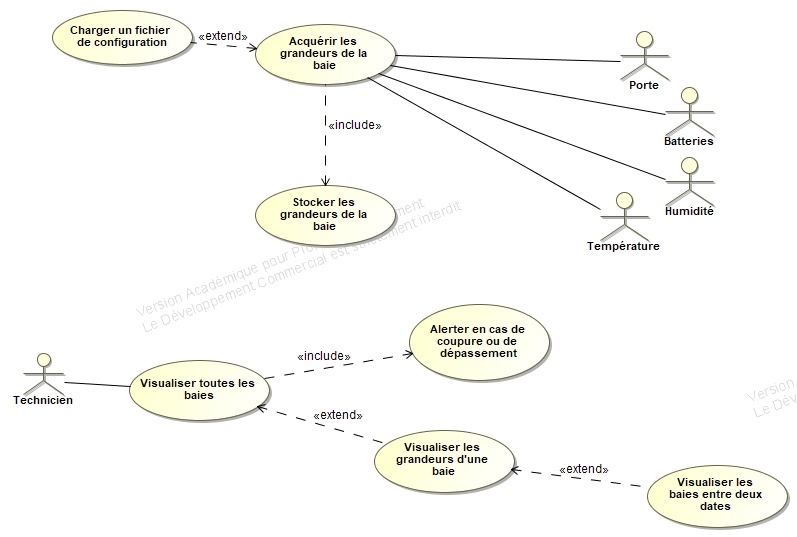 Charger un fichier
de configuration
«extend»
Acquérir les
grandeurs de la
baie
Porte
Batteries
Humidité
Température
«include»
Stocker les
grandeurs de la
baie
Version Académique pour
Le Développement Commercial est strictement interdit
Alerter en cas de
coupure ou de
dépassement
«include»
Technicien
Visualiser toutes les
baies
«extend»
Visualiser les
grandeurs d'une
baie
«extend»
Visualiser les
baies entre deux
dates
Version
Le Dé